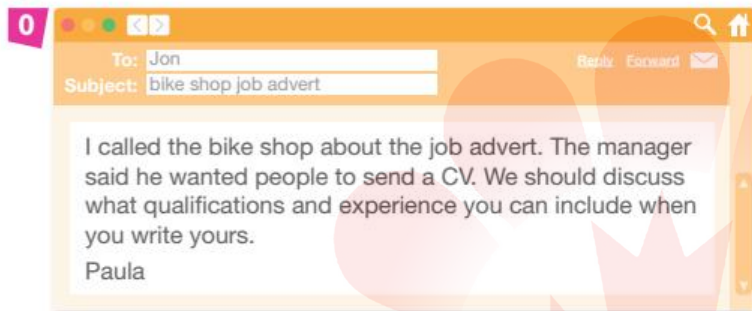 0
To: Jon
Reply Forward
Subject: bike shop job advert
I called the bike shop about the job advert. The manager
said he wanted people to send a CV. We should discuss
what qualifications and experience you can include when
you write yours.
Paula